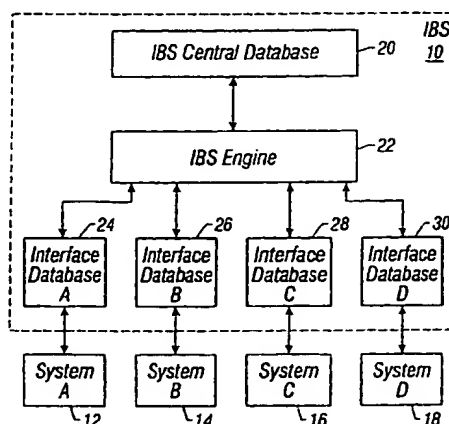 IBS
10
IBS Central Database
20
IBS Engine
22
24
26
28
30
Interface
Database
A
Interface
Database
B
Interface
Database
C
Interface
Database
D
System
A
System
B
System
C
System
D
12
14
16
18